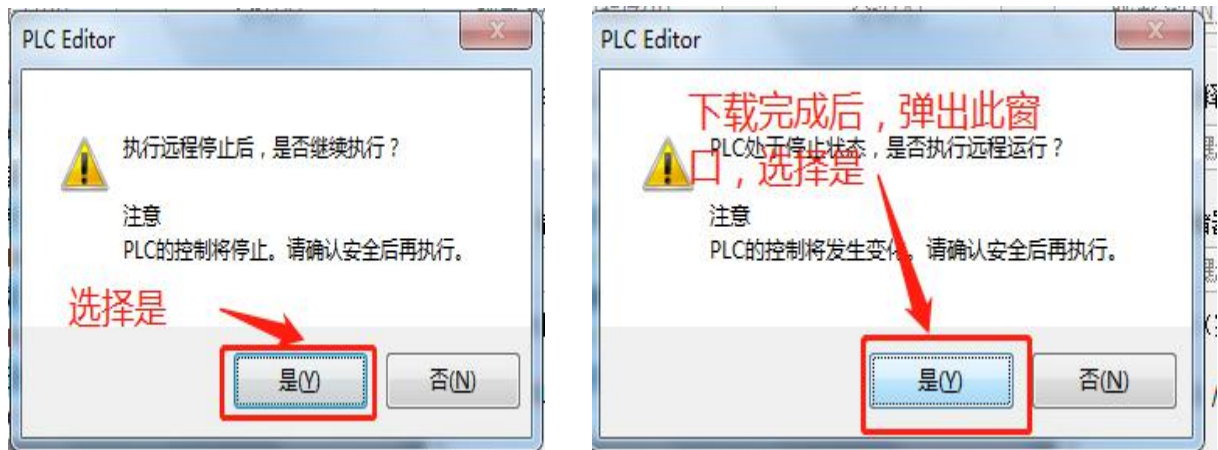 PLC Editor
执行远程停止后，是否继续执行？
注意
PLC的控制将停止。请确认安全后再执行。
选择是
是(Y)
否(N)
PLC Editor
下载完成后，弹出此窗
口，选择是
PLC处于停止状态，是否执行远程运行？
注意
PLC的控制将发生变化。请确认安全后再执行。
是(Y)
否(N)